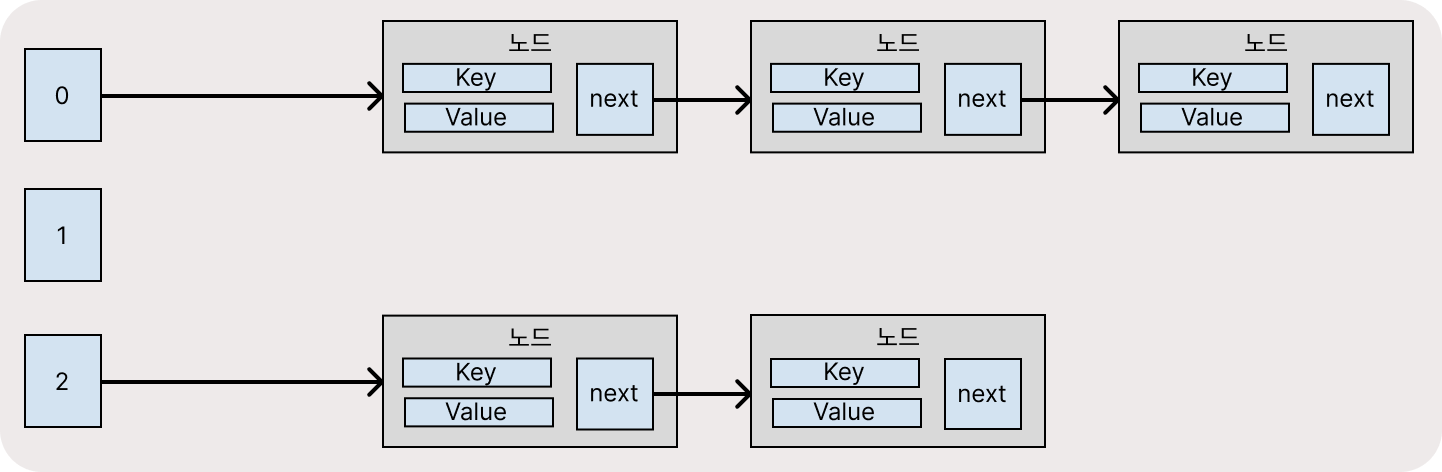 0
노드
Key
Value
next
노드
Key
Value
next
노드
Key
Value
next
1
2
노드
Key
Value
next
노드
Key
Value
next